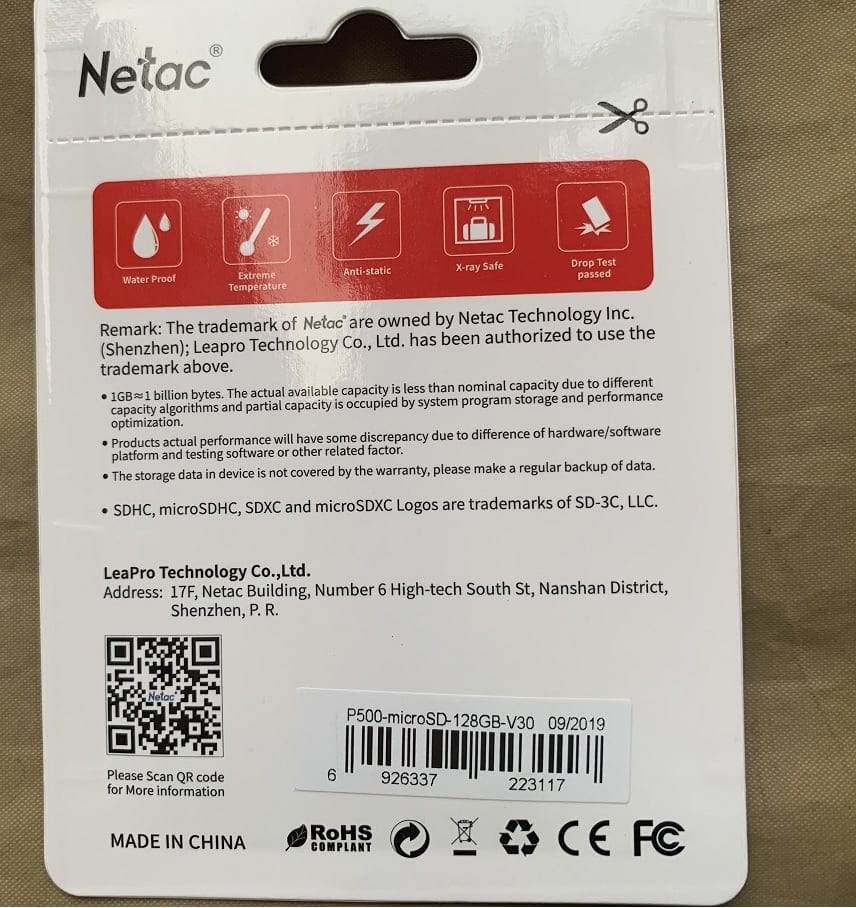 Netac®
Water Proof
Extreme
Temperature
Anti-static
X-ray Safe
Drop Test
passed
Remark: The trademark of Netac® are owned by Netac Technology Inc.
(Shenzhen); Leapro Technology Co., Ltd. has been authorized to use the
trademark above.
• 1GB≈1 billion bytes. The actual available capacity is less than nominal capacity due to different
capacity algorithms and partial capacity is occupied by system program storage and performance
optimization.
• Products actual performance will have some discrepancy due to difference of hardware/software
platform and testing software or other related factor.
• The storage data in device is not covered by the warranty, please make a regular backup of data.
• SDHC, microSDHC, SDXC and microSDXC Logos are trademarks of SD-3C, LLC.
LeaPro Technology Co.,Ltd.
Address: 17F, Netac Building, Number 6 High-tech South St, Nanshan District,
Shenzhen, P. R.
Netac
P500-microSD-128GB-V30 09/2019
6 926337 223117
Please Scan QR code
for More information
MADE IN CHINA
RoHS
COMPLANT
CE FC